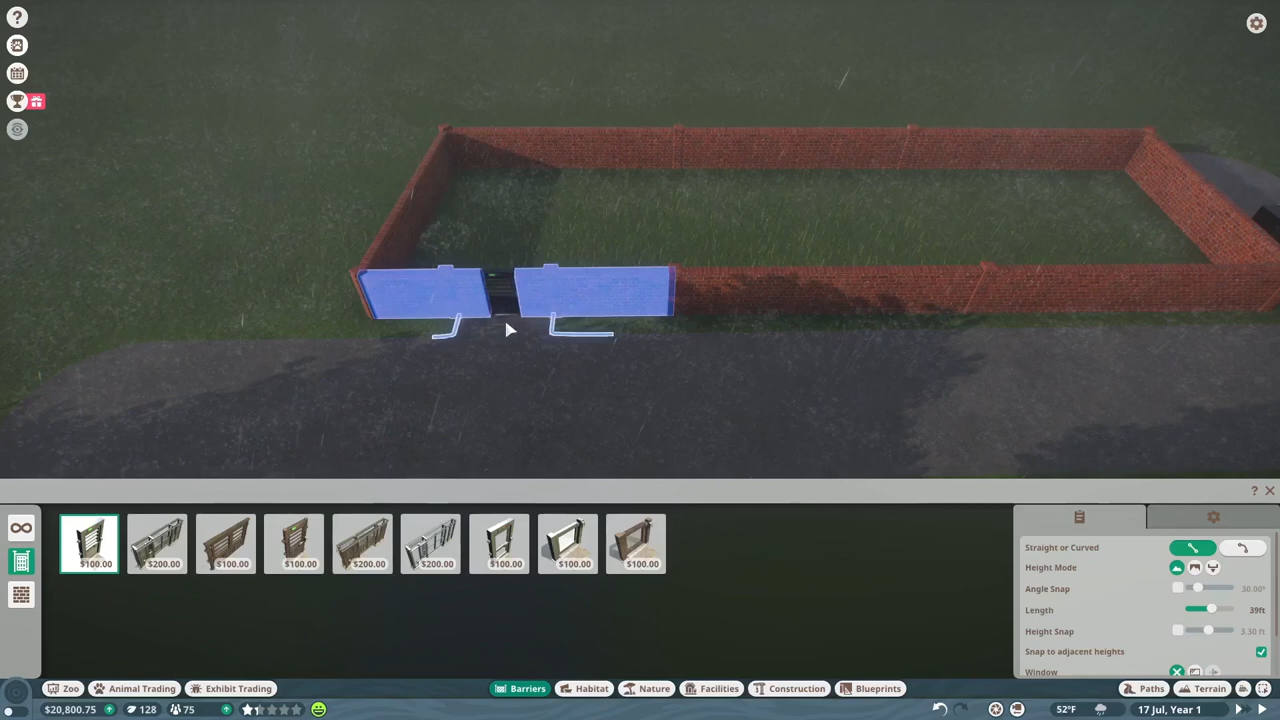 ?
? ×
$100.00 $200.00 $100.00 $100.00 $200.00 $200.00 $100.00 $100.00 $100.00
Straight or Curved
Height Mode
Angle Snap 30.00°
Length 39ft
Height Snap 3.30 ft
Snap to adjacent heights
Window
Zoo Animal Trading Exhibit Trading Barriers Habitat Nature Facilities Construction Blueprints Paths Terrain
$20,800.75 128 75 52°F 17 Jul, Year 1